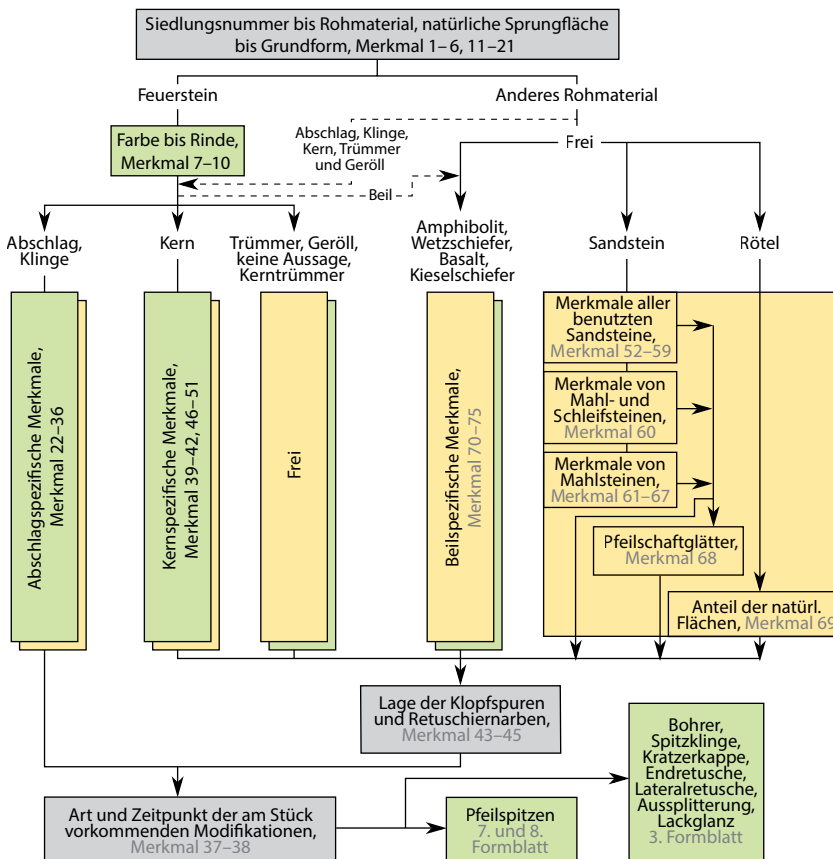 Siedlungsnummer bis Rohmaterial, natürliche Sprungfläche
bis Grundform, Merkmal 1–6, 11–21
Feuerstein
Anderes Rohmaterial
Farbe bis Rinde,
Merkmal 7–10
Abschlag, Klinge,
Kern, Trümmer
und Geröll
Frei
Beil
Abschlag,
Klinge
Kern
Trümmer, Geröll,
keine Aussage,
Kerntrümmer
Amphibolit,
Wetzschiefer,
Basalt,
Kieselschiefer
Sandstein
Rötel
Abschlagspezifische Merkmale,
Merkmal 22–36
Kernspezifische Merkmale,
Merkmal 39–42, 46–51
Frei
Beilspezifische Merkmale,
Merkmal 70–75
Merkmale aller
benutzten
Sandsteine,
Merkmal 52–59
Merkmale von
Mahl- und
Schleifsteinen,
Merkmal 60
Merkmale von
Mahlsteinen,
Merkmal 61–67
Pfeilschaftglätter,
Merkmal 68
Anteil der natürl.
Flächen, Merkmal 69
Lage der Klopfspuren
und Retuschiernarben,
Merkmal 43–45
Art und Zeitpunkt der am Stück
vorkommenden Modifikationen,
Merkmal 37–38
Pfeilspitzen
7. und 8.
Formblatt
Bohrer,
Spitzklinge,
Kratzerkappe,
Endretusche,
Lateralretusche,
Aussplitterung,
Lackglanz
3. Formblatt